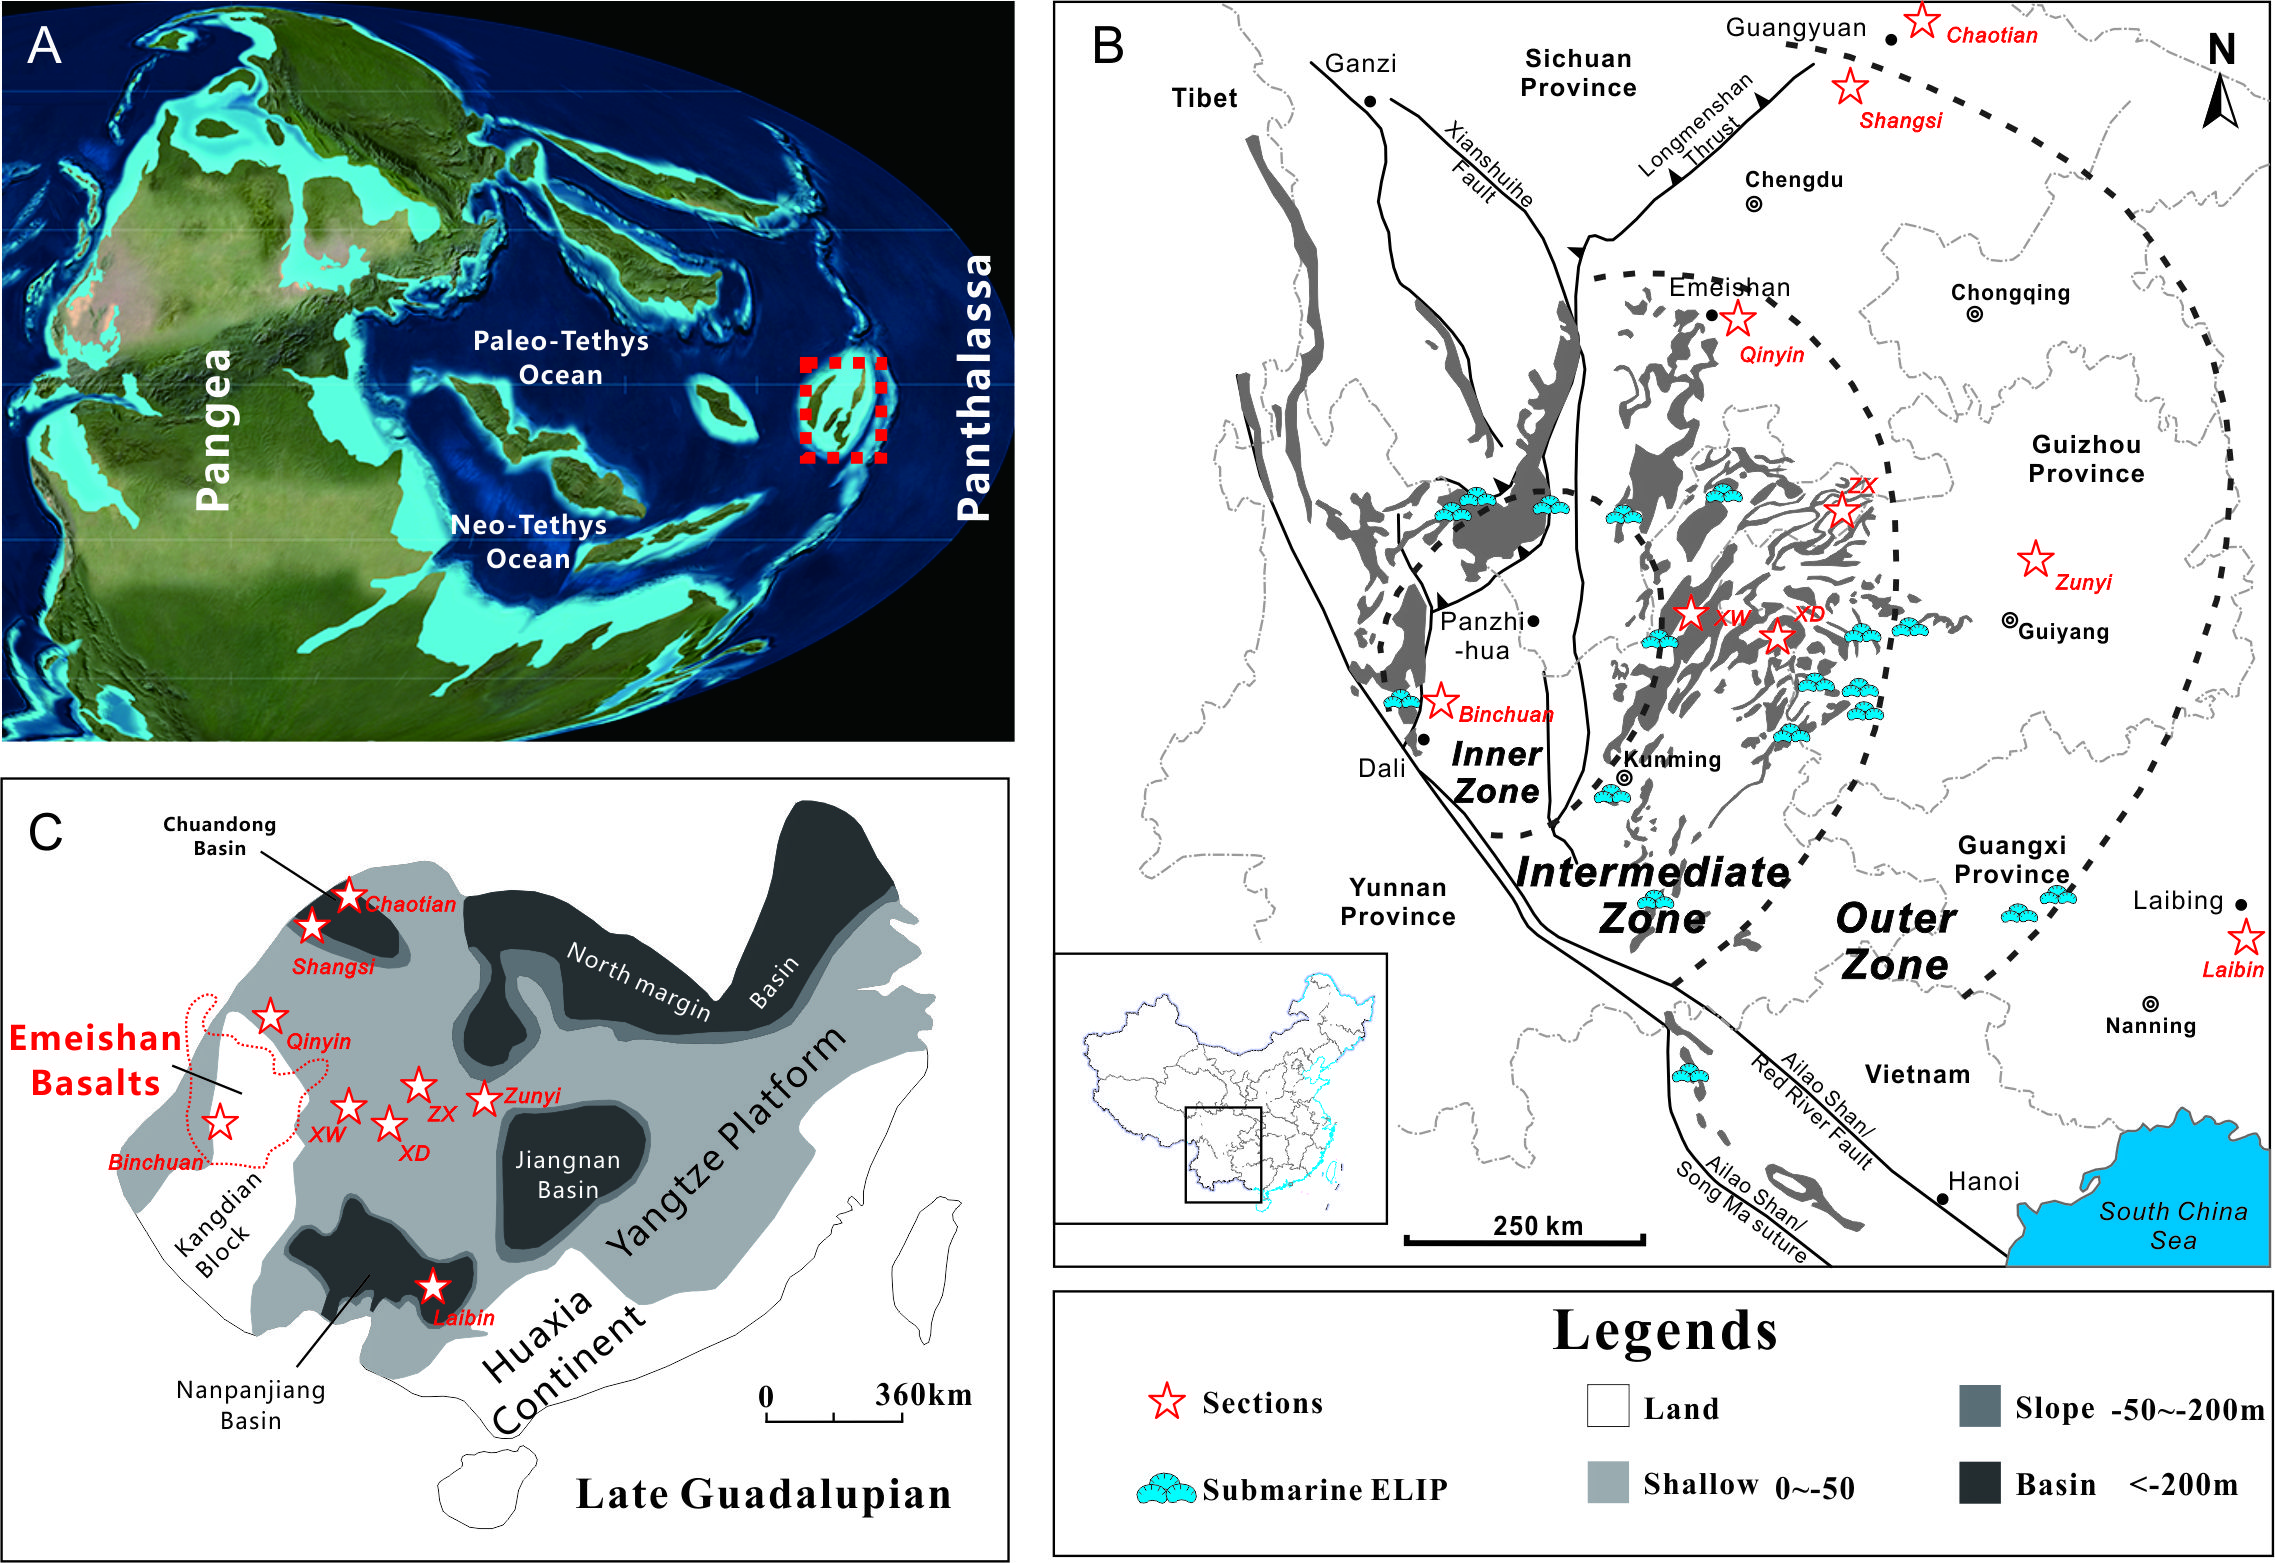 A
Paleo-Tethys
Ocean
Pangea
Neo-Tethys
Ocean
Panthalassa
B
Guangyuan
Chaotian
N
Ganzi
Sichuan
Province
Tibet
Shangsi
Xianshuihe
Fault
Longmenshan
Thrust
Chengdu
Emeishan
Qinyin
Chongqing
Guizhou
Province
ZX
Zunyi
Guiyang
XW
XD
Panzhi
-hua
Binchuan
Dali
Inner
Zone
Kunming
Intermediate
Zone
Yunnan
Province
Guangxi
Province
Outer
Zone
Laibing
Laibin
Nanning
Vietnam
Ailao Shan/
Red River Fault
Ailao Shan/
Song Ma suture
Hanoi
South China
Sea
250 km
C
Chuandong
Basin
Chaotian
Shangsi
North margin
Basin
Emeishan
Basalts
Qinyin
Zunyi
ZX
XW
XD
Binchuan
Jiangnan
Basin
Yangtze Platform
Kangdian
Block
Laibin
Huaxia
Continent
Nanpanjiang
Basin
0 360km
Late Guadalupian
Legends
Sections
Land
Slope -50~-200m
Submarine ELIP
Shallow 0~-50
Basin <-200m